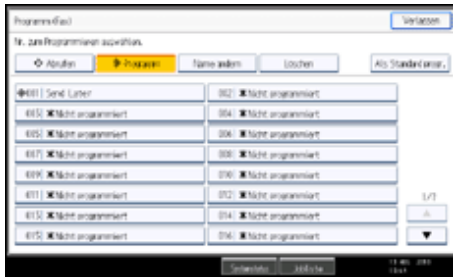 Programm (Fax)
Verlassen
Nr. zum Programmieren auswählen.
Abrufen
Programm
Name ändern
Löschen
Als Standard progr.
001 Send Later
002 Nicht programmiert
003 Nicht programmiert
004 Nicht programmiert
005 Nicht programmiert
006 Nicht programmiert
007 Nicht programmiert
008 Nicht programmiert
009 Nicht programmiert
010 Nicht programmiert
011 Nicht programmiert
012 Nicht programmiert
013 Nicht programmiert
014 Nicht programmiert
015 Nicht programmiert
016 Nicht programmiert
Systemstatus
Jobliste